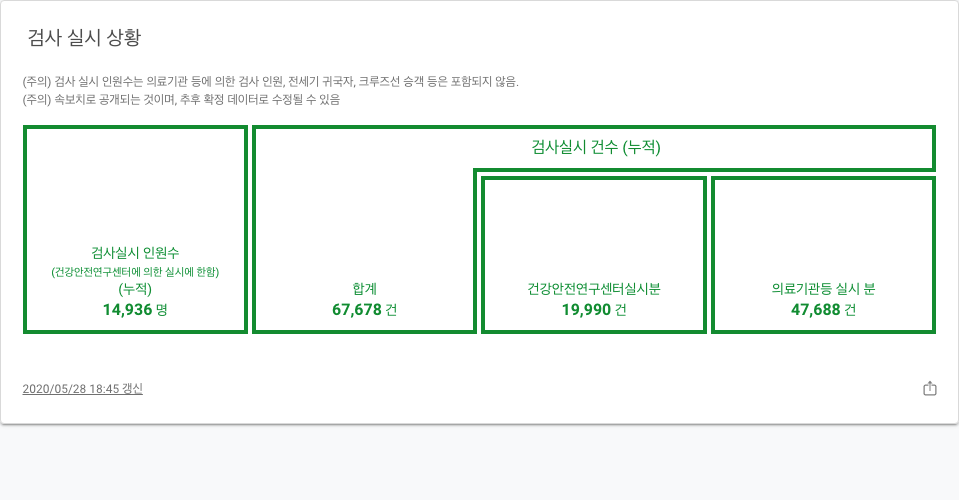 검사 실시 상황
(주의) 검사 실시 인원수는 의료기관 등에 의한 검사 인원, 전세기 귀국자, 크루즈선 승객 등은 포함되지 않음.
(주의) 속보치로 공개되는 것이며, 추후 확정 데이터로 수정될 수 있음
검사실시 인원수
(건강안전연구센터에 의한 실시에 한함)
(누적)
14,936 명
검사실시 건수 (누적)
합계
67,678 건
건강안전연구센터실시분
19,990 건
의료기관등 실시 분
47,688 건
2020/05/28 18:45 갱신